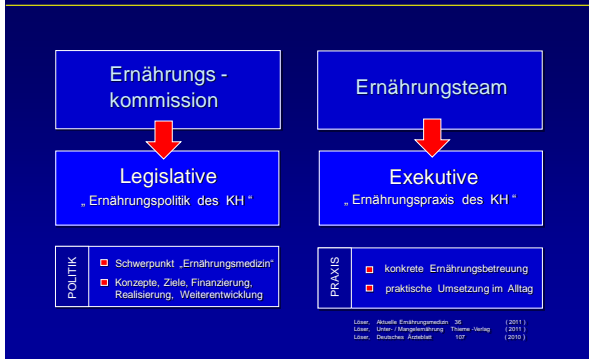 Ernährungs -
kommission
Legislative
„ Ernährungspolitik des KH “
POLITIK
Schwerpunkt „Ernährungsmedizin“
Konzepte, Ziele, Finanzierung,
Realisierung, Weiterentwicklung
Ernährungsteam
Exekutive
„ Ernährungspraxis des KH “
PRAXIS
konkrete Ernährungsbetreuung
praktische Umsetzung im Alltag
Löser, Aktuelle Ernährungsmedizin 36 ( 2011 )
Löser, Unter- / Mangelernährung Thieme -Verlag ( 2011 )
Löser, Deutsches Ärzteblatt 107 ( 2010 )